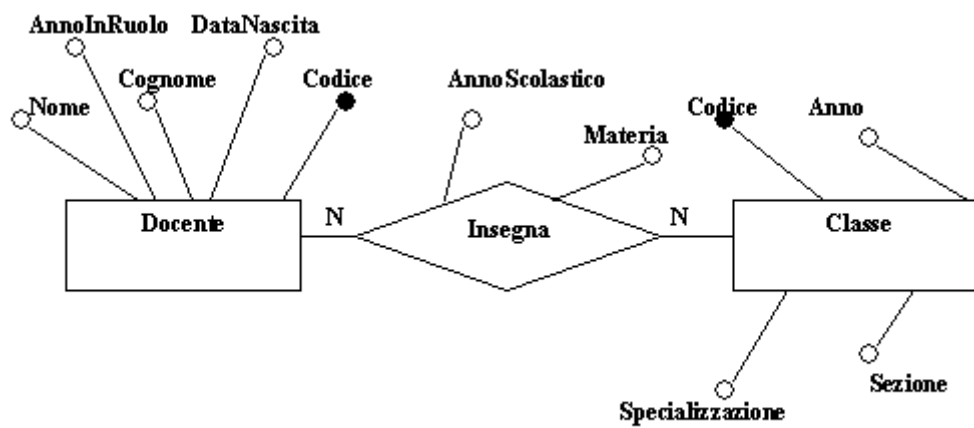 AnnoInRuolo
DataNascita
Nome
Cognome
Codice
AnnoScolastico
Materia
Codice
Anno
Docente
N
Insegna
N
Classe
Specializzazione
Sezione